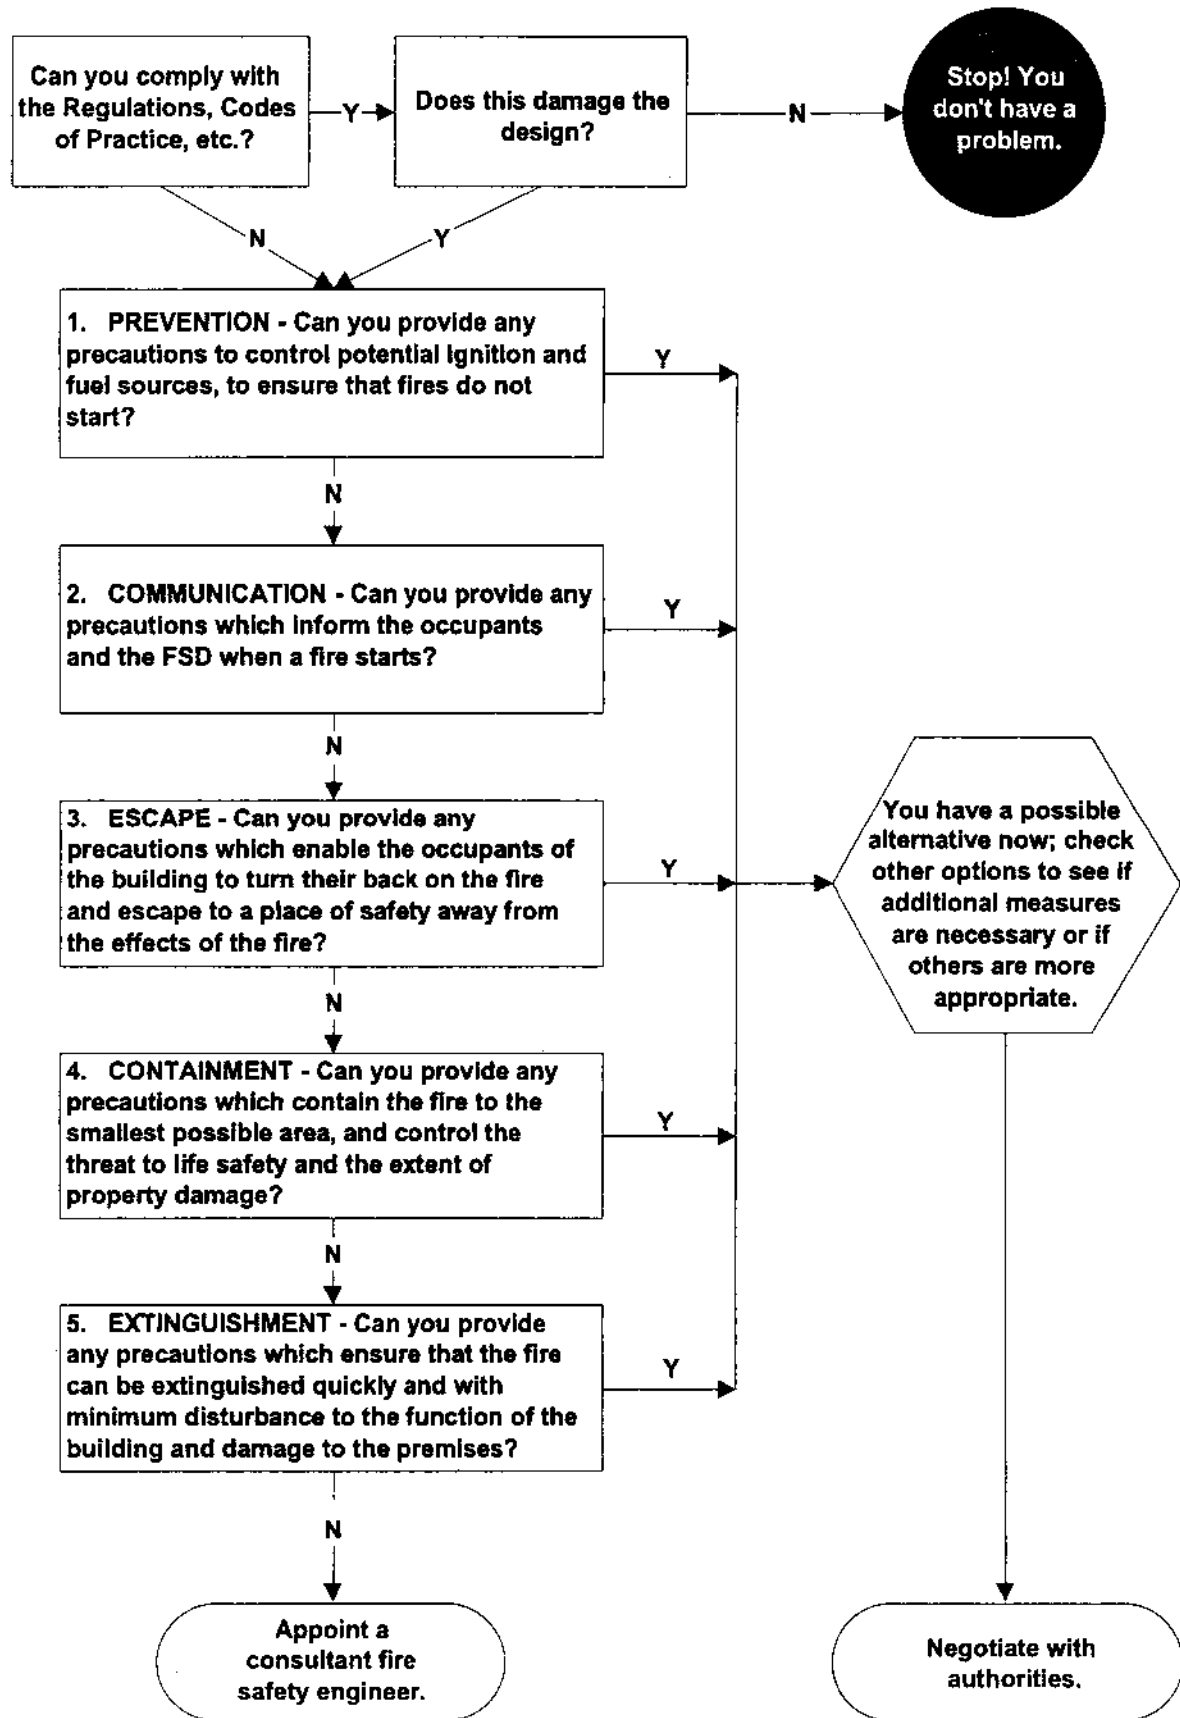 Can you comply with
the Regulations, Codes
of Practice, etc.?
Y
Does this damage the
design?
N
Stop! You
don't have a
problem.
N
Y
1. PREVENTION - Can you provide any
precautions to control potential ignition and
fuel sources, to ensure that fires do not
start?
Y
N
2. COMMUNICATION - Can you provide any
precautions which inform the occupants
and the FSD when a fire starts?
Y
N
3. ESCAPE - Can you provide any
precautions which enable the occupants of
the building to turn their back on the fire
and escape to a place of safety away from
the effects of the fire?
Y
You have a possible
alternative now; check
other options to see if
additional measures
are necessary or if
others are more
appropriate.
N
4. CONTAINMENT - Can you provide any
precautions which contain the fire to the
smallest possible area, and control the
threat to life safety and the extent of
property damage?
Y
N
5. EXTINGUISHMENT - Can you provide
any precautions which ensure that the fire
can be extinguished quickly and with
minimum disturbance to the function of the
building and damage to the premises?
Y
N
Appoint a
consultant fire
safety engineer.
Negotiate with
authorities.